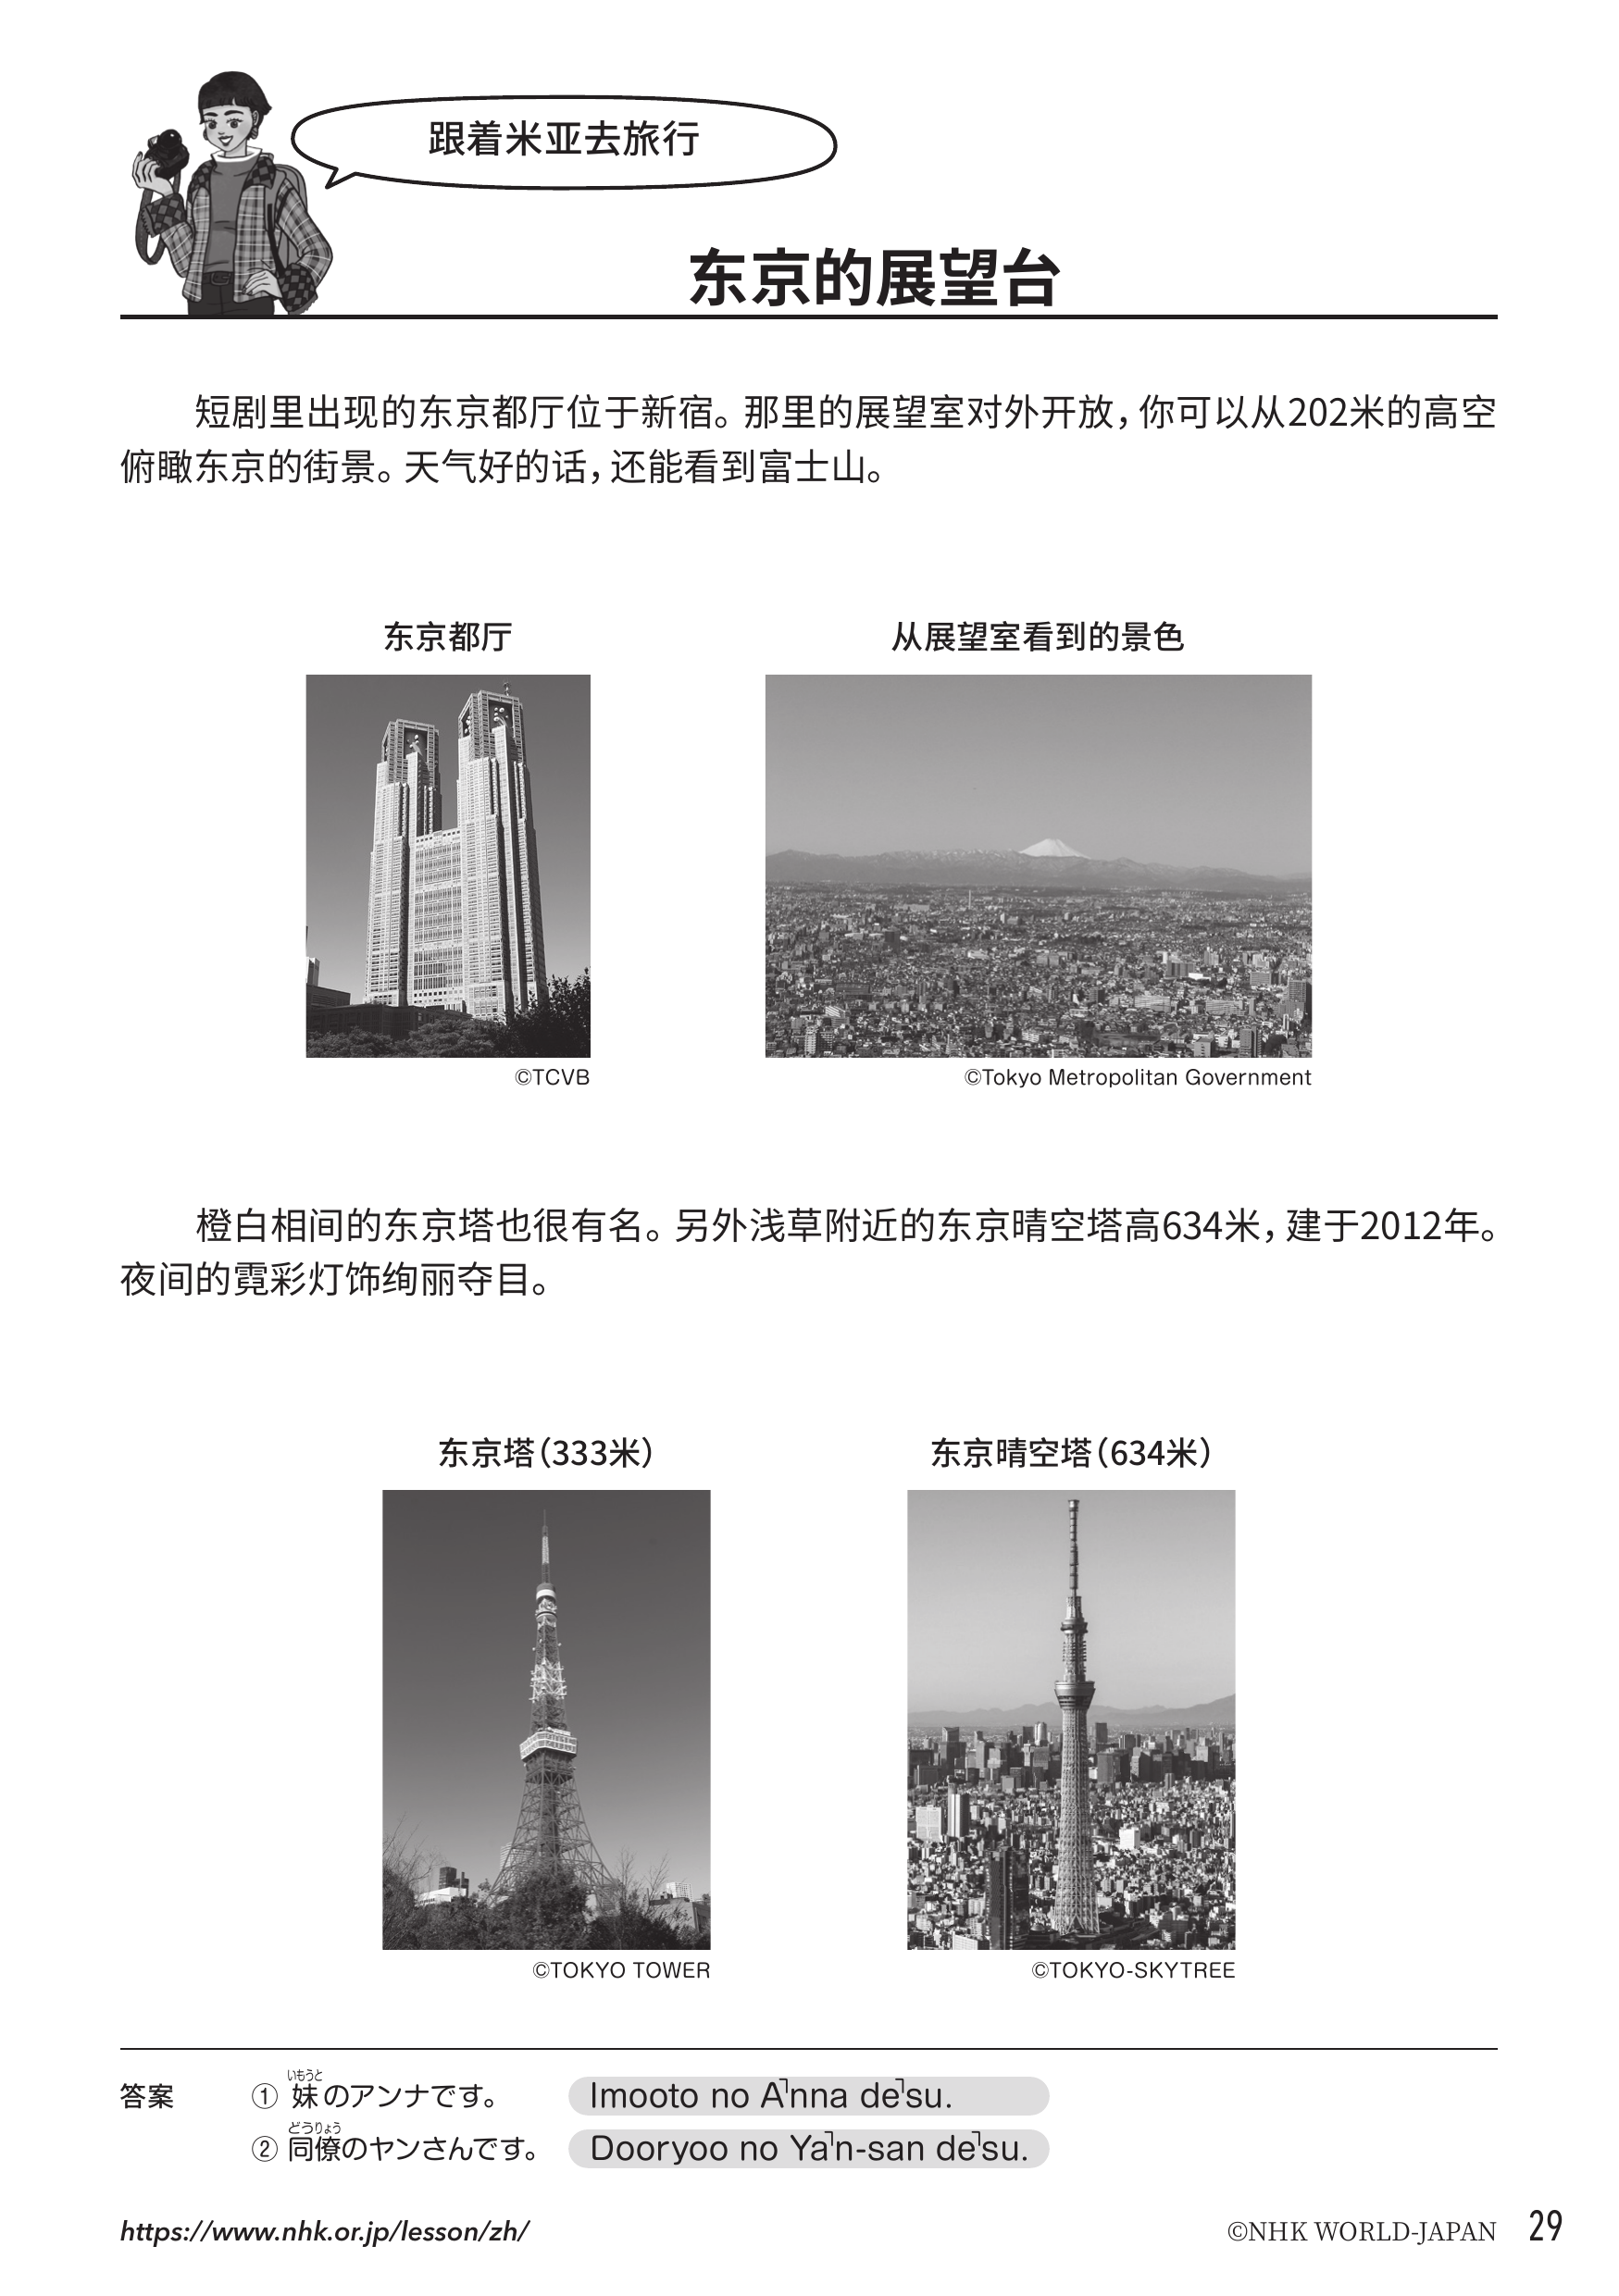 跟着米亚去旅行
东京的展望台
短剧里出现的东京都厅位于新宿。那里的展望室对外开放，你可以从202米的高空
俯瞰东京的街景。天气好的话，还能看到富士山。
东京都厅
从展望室看到的景色
©TCVB
©Tokyo Metropolitan Government
橙白相间的东京塔也很有名。另外浅草附近的东京晴空塔高634米，建于2012年。
夜间的霓彩灯饰绚丽夺目。
东京塔（333米）
东京晴空塔（634米）
©TOKYO TOWER
©TOKYO-SKYTREE
いもうと
答案 ① 妹のアンナです。 Imooto no A˥nna de˥su.
どうりょう
② 同僚のヤンさんです。 Dooryoo no Ya˥n-san de˥su.
https://www.nhk.or.jp/lesson/zh/ ©NHK WORLD-JAPAN 29